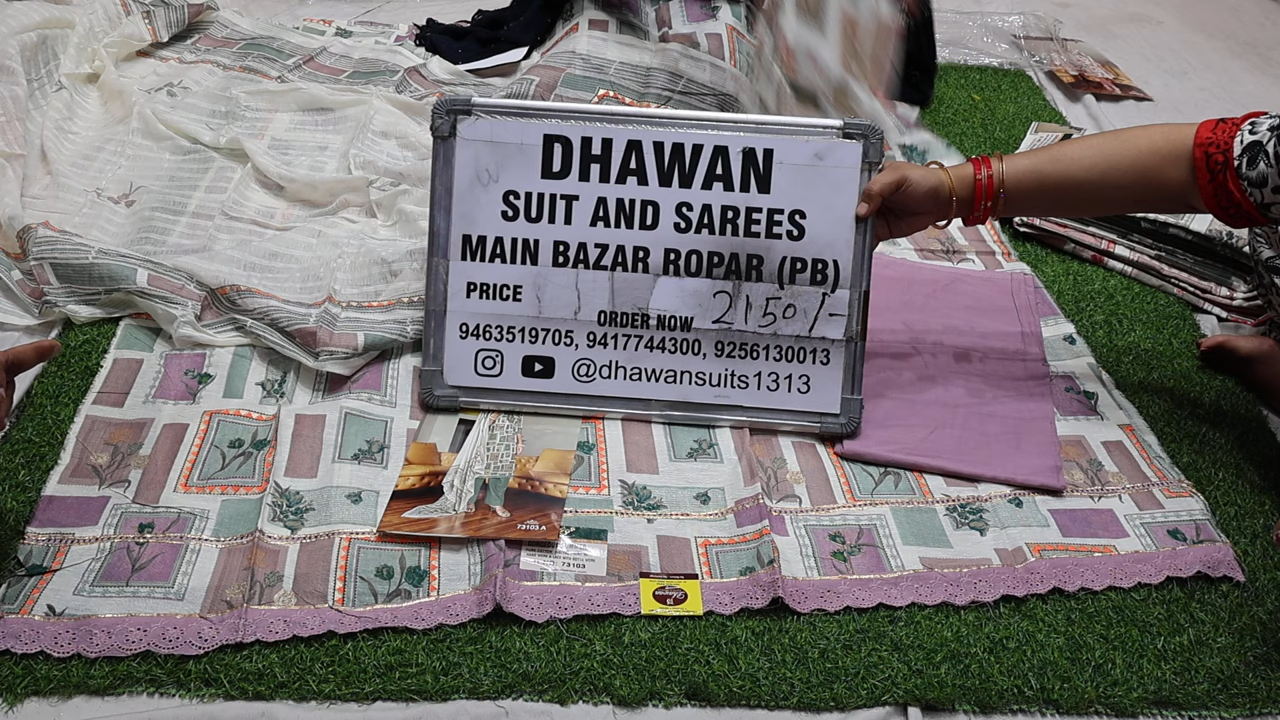 DHAWAN
SUIT AND SAREES
MAIN BAZAR ROPAR (PB)
PRICE
ORDER NOW 2150/-
9463519705, 9417744300, 9256130013
@dhawansuits1313
73103 A
73103